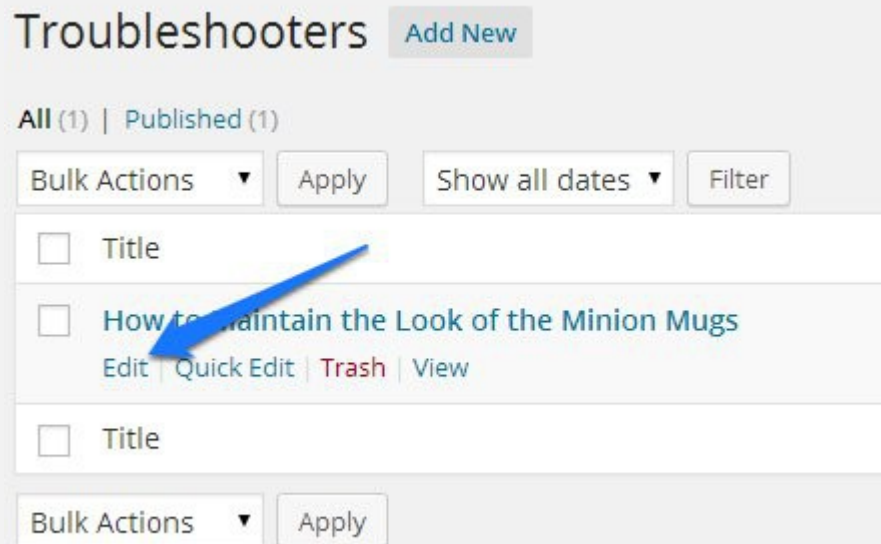 Troubleshooters Add New
All (1) | Published (1)
Bulk Actions Apply Show all dates Filter
Title
How to Maintain the Look of the Minion Mugs
Edit | Quick Edit | Trash | View
Title
Bulk Actions Apply